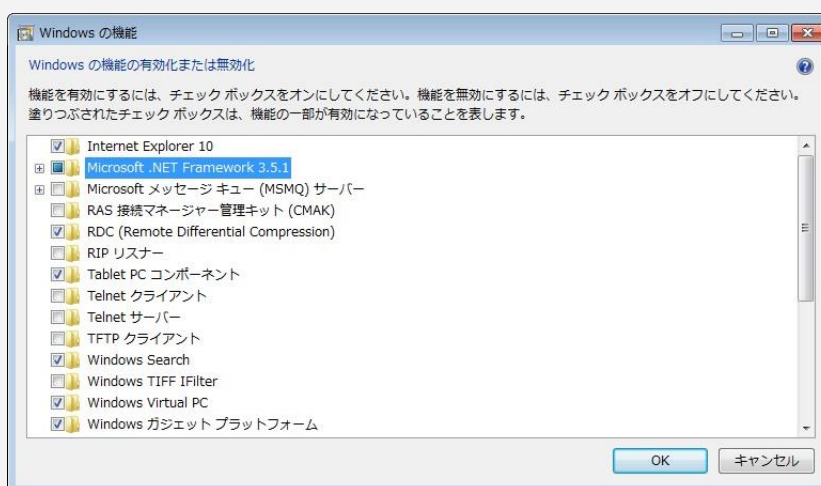 Windows の機能
Windows の機能の有効化または無効化
機能を有効にするには、チェック ボックスをオンにしてください。機能を無効にするには、チェック ボックスをオフにしてください。
塗りつぶされたチェック ボックスは、機能の一部が有効になっていることを表します。
Internet Explorer 10
Microsoft .NET Framework 3.5.1
Microsoft メッセージ キュー (MSMQ) サーバー
RAS 接続マネージャー管理キット (CMAK)
RDC (Remote Differential Compression)
RIP リスナー
Tablet PC コンポーネント
Telnet クライアント
Telnet サーバー
TFTP クライアント
Windows Search
Windows TIFF IFilter
Windows Virtual PC
Windows ガジェット プラットフォーム
OK
キャンセル